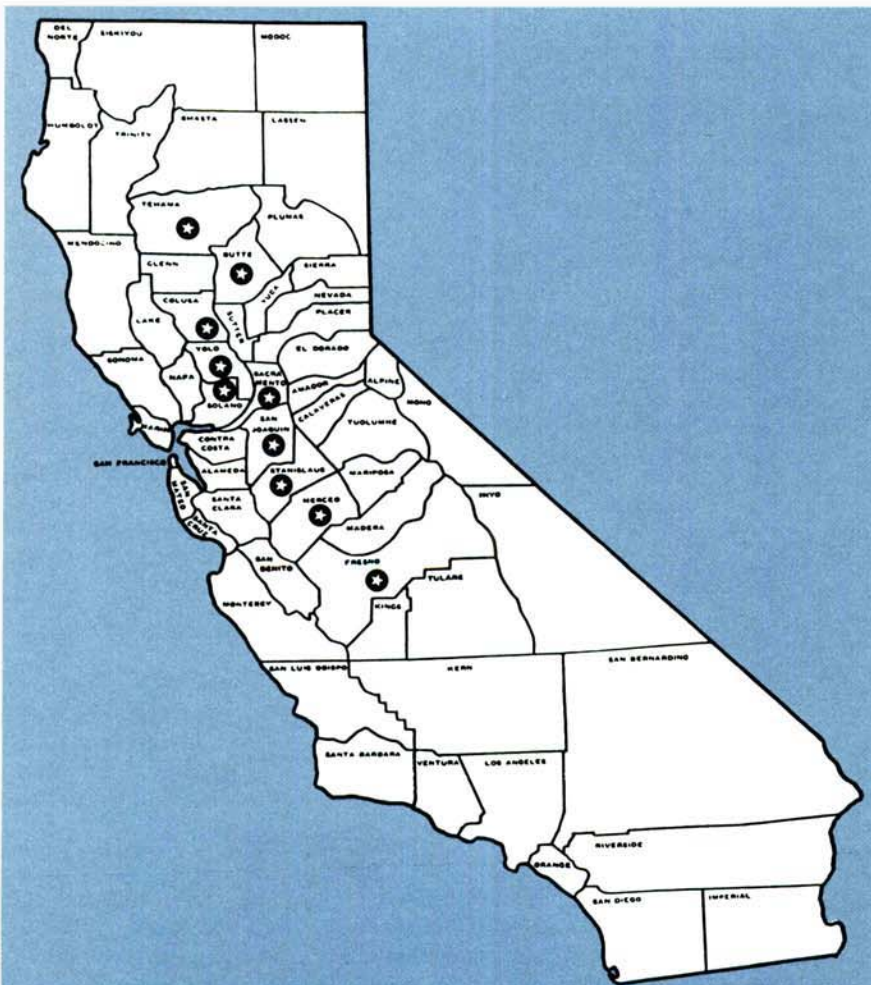 DEL
NORTE
SISKIYOU
MODOC
HUMBOLDT
TRINITY
SHASTA
LASSEN
TEHAMA
PLUMAS
MENDOCINO
GLENN
BUTTE
SIERRA
COLUSA
YUBA
NEVADA
LAKE
SUTTER
PLACER
YOLO
EL DORADO
SONOMA
NAPA
SACRA
MENTO
AMADOR
ALPINE
SOLANO
CALAVERAS
MONO
MARIN
SAN
JOAQUIN
TUOLUMNE
CONTRA
COSTA
SAN FRANCISCO
ALAMEDA
STANISLAUS
MARIPOSA
SAN
MATEO
SANTA
CLARA
MERCED
INYO
SANTA
CRUZ
MADERA
SAN
BENITO
FRESNO
TULARE
MONTEREY
KINGS
SAN LUIS OBISPO
KERN
SAN BERNARDINO
SANTA BARBARA
VENTURA
LOS ANGELES
RIVERSIDE
ORANGE
SAN DIEGO
IMPERIAL